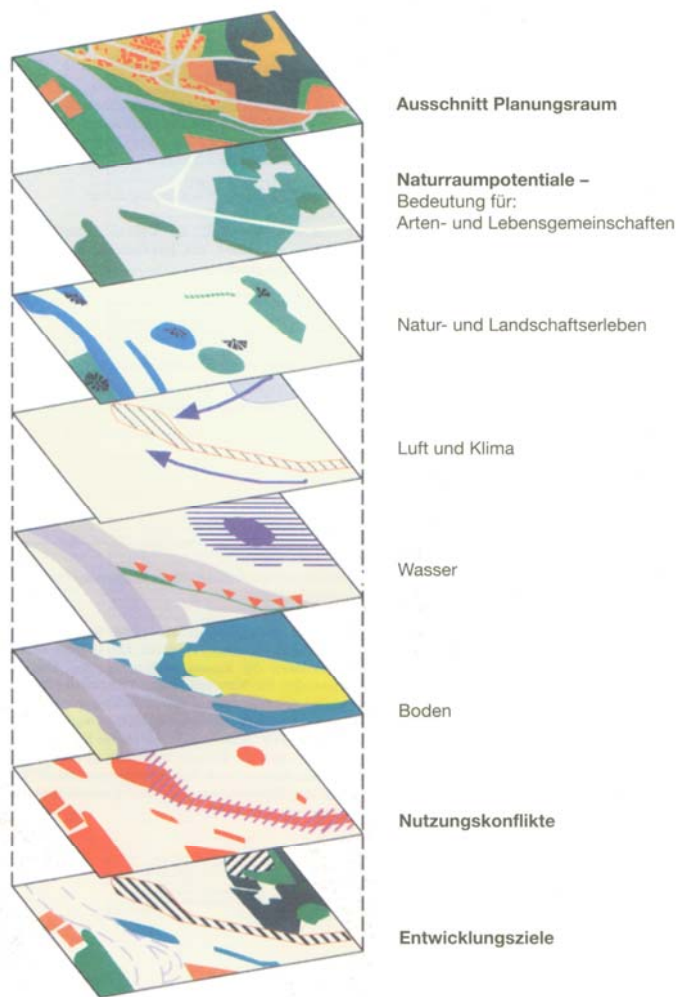 Ausschnitt Planungsraum
Naturraumpotentiale –
Bedeutung für:
Arten- und Lebensgemeinschaften
Natur- und Landschaftserleben
Luft und Klima
Wasser
Boden
Nutzungskonflikte
Entwicklungsziele